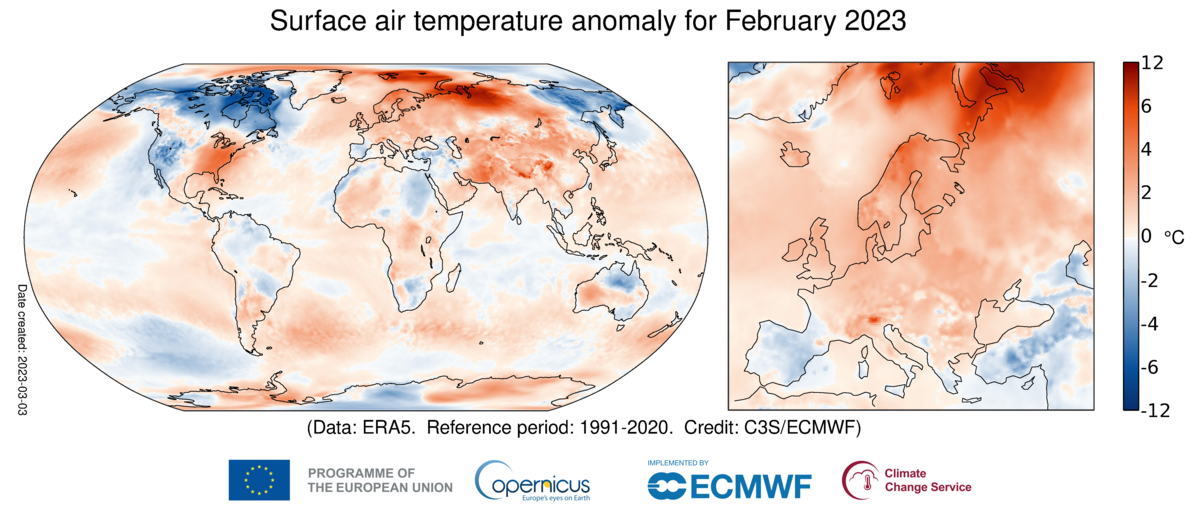 Surface air temperature anomaly for February 2023
12
6
4
2
0 °C
-2
-4
-6
-12
Date created: 2023-03-03
(Data: ERA5. Reference period: 1991-2020. Credit: C3S/ECMWF)
PROGRAMME OF
THE EUROPEAN UNION
opernicus
Europe's eyes on Earth
IMPLEMENTED BY
ECMWF
Climate
Change Service